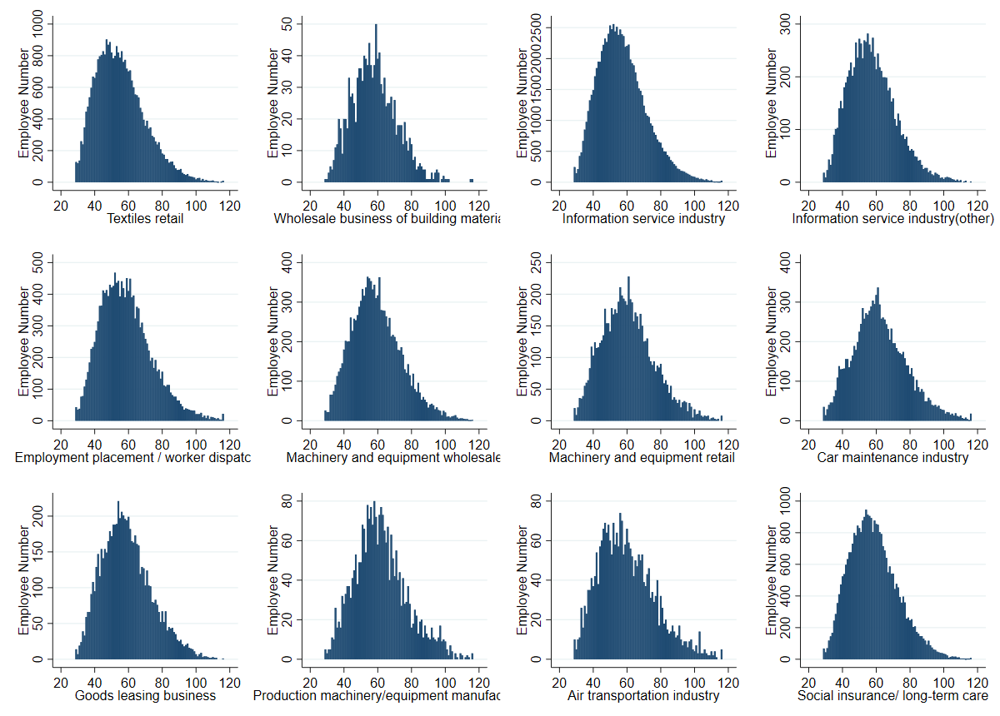 Employee Number
0 200 400 600 800 1000
20 40 60 80 100 120
Textiles retail
Employee Number
0 10 20 30 40 50
20 40 60 80 100 120
Wholesale business of building materia
Employee Number
0 500 1000 1500 2000 2500
20 40 60 80 100 120
Information service industry
Employee Number
0 100 200 300
20 40 60 80 100 120
Information service industry(other)
Employee Number
0 100 200 300 400 500
20 40 60 80 100 120
Employment placement / worker dispatc
Employee Number
0 100 200 300 400
20 40 60 80 100 120
Machinery and equipment wholesale
Employee Number
0 50 100 150 200 250
20 40 60 80 100 120
Machinery and equipment retail
Employee Number
0 100 200 300 400
20 40 60 80 100 120
Car maintenance industry
Employee Number
0 50 100 150 200
20 40 60 80 100 120
Goods leasing business
Employee Number
0 20 40 60 80
20 40 60 80 100 120
Production machinery/equipment manufac
Employee Number
0 20 40 60 80
20 40 60 80 100 120
Air transportation industry
Employee Number
0 200 400 600 800 1000
20 40 60 80 100 120
Social insurance/ long-term care